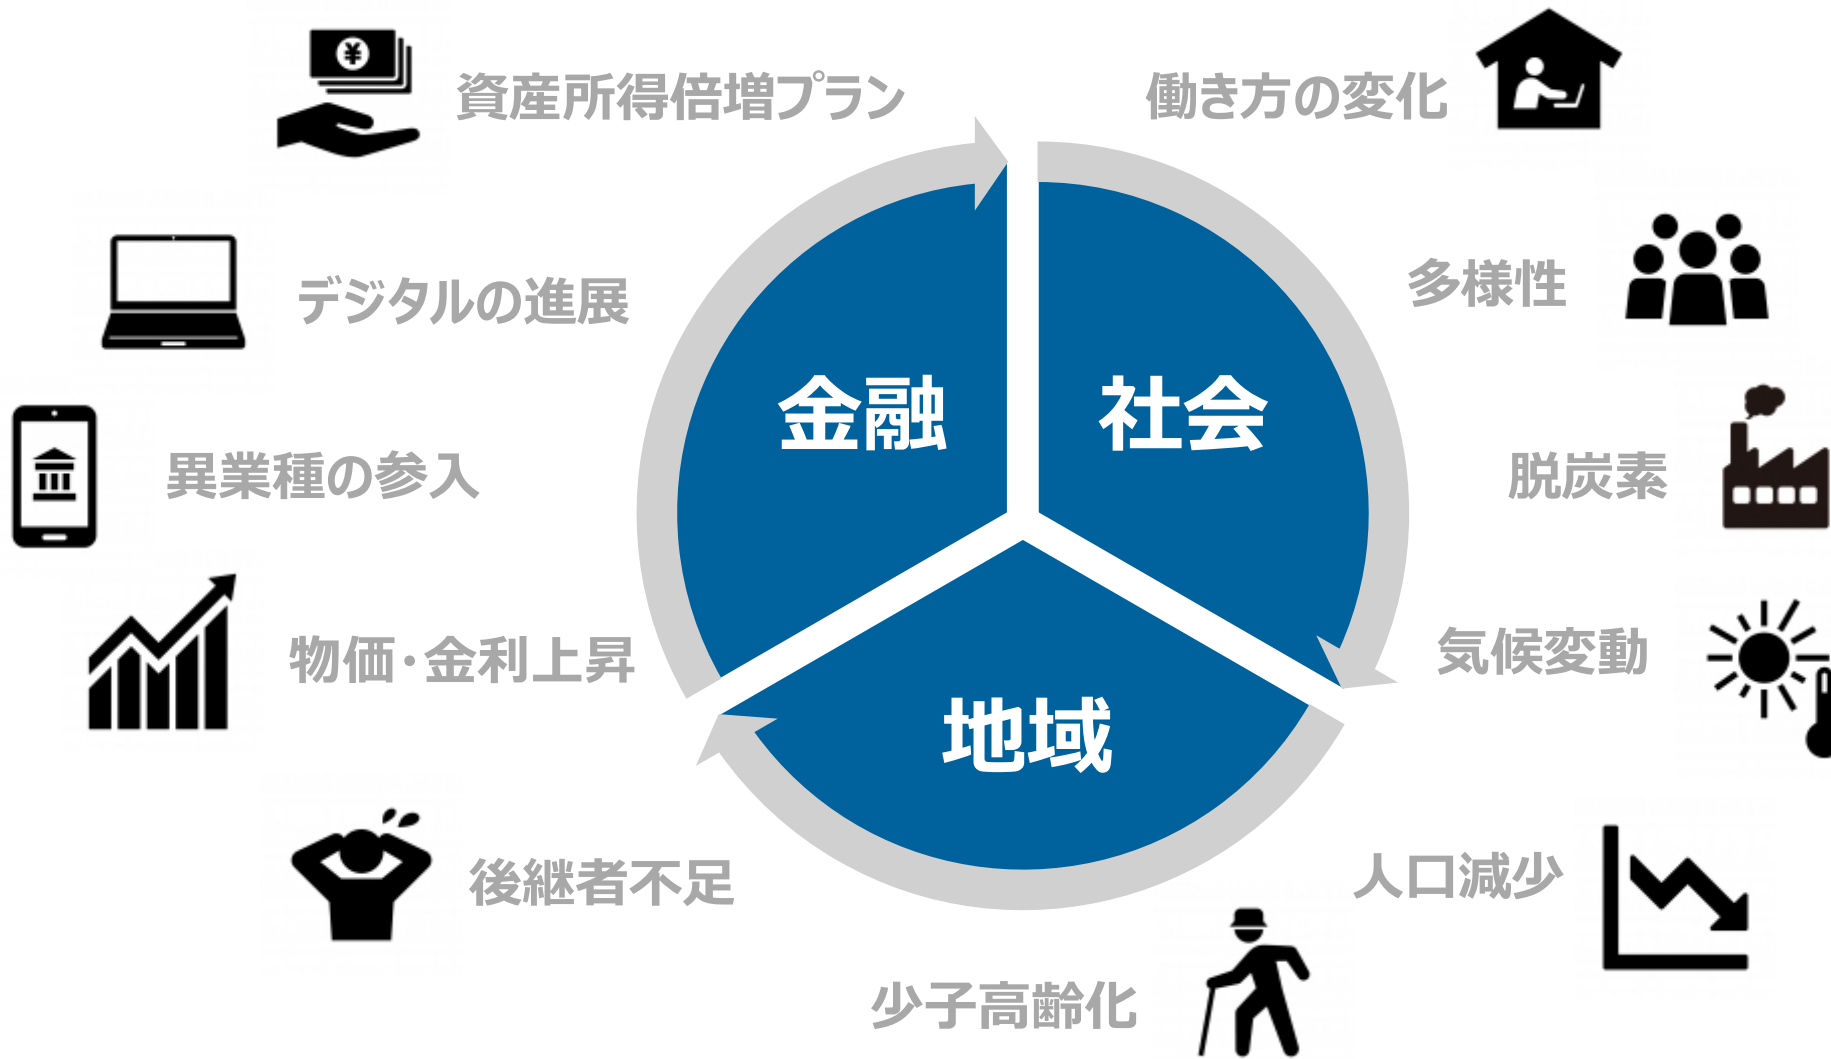 資産所得倍増プラン
働き方の変化
デジタルの進展
多様性
金融
社会
異業種の参入
脱炭素
物価・金利上昇
気候変動
地域
後継者不足
人口減少
少子高齢化
¥